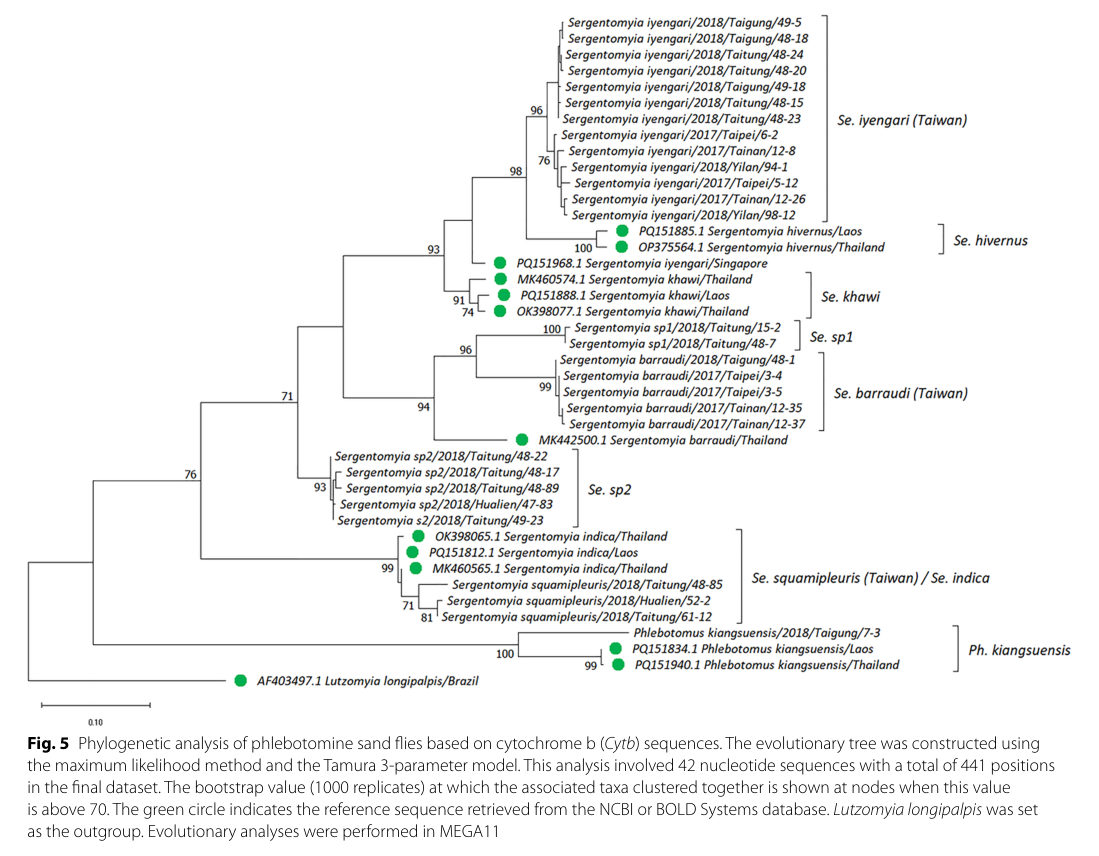 Sergentomyia iyengari/2018/Taigung/49-5
Sergentomyia iyengari/2018/Taigung/48-18
Sergentomyia iyengari/2018/Taitung/48-24
Sergentomyia iyengari/2018/Taitung/48-20
Sergentomyia iyengari/2018/Taigung/49-18
Sergentomyia iyengari/2018/Taitung/48-15
Sergentomyia iyengari/2018/Taitung/48-23
96
Se. iyengari (Taiwan)
Sergentomyia iyengari/2017/Taipei/6-2
Sergentomyia iyengari/2017/Tainan/12-8
76
Sergentomyia iyengari/2018/Yilan/94-1
98
Sergentomyia iyengari/2017/Taipei/5-12
Sergentomyia iyengari/2017/Tainan/12-26
Sergentomyia iyengari/2018/Yilan/98-12
PQ151885.1 Sergentomyia hivernus/Laos
100
OP375564.1 Sergentomyia hivernus/Thailand
Se. hivernus
93
PQ151968.1 Sergentomyia iyengari/Singapore
MK460574.1 Sergentomyia khawi/Thailand
91
PQ151888.1 Sergentomyia khawi/Laos
74
OK398077.1 Sergentomyia khawi/Thailand
Se. khawi
100
Sergentomyia sp1/2018/Taitung/15-2
Sergentomyia sp1/2018/Taitung/48-7
Se. sp1
96
Sergentomyia barraudi/2018/Taigung/48-1
Sergentomyia barraudi/2017/Taipei/3-4
99
Sergentomyia barraudi/2017/Taipei/3-5
Sergentomyia barraudi/2017/Tainan/12-35
Sergentomyia barraudi/2017/Tainan/12-37
Se. barraudi (Taiwan)
71
94
MK442500.1 Sergentomyia barraudi/Thailand
Sergentomyia sp2/2018/Taitung/48-22
Sergentomyia sp2/2018/Taitung/48-17
76
93
Sergentomyia sp2/2018/Taitung/48-89
Sergentomyia sp2/2018/Hualien/47-83
Sergentomyia s2/2018/Taitung/49-23
Se. sp2
OK398065.1 Sergentomyia indica/Thailand
PQ151812.1 Sergentomyia indica/Laos
99
MK460565.1 Sergentomyia indica/Thailand
Sergentomyia squamipleuris/2018/Taitung/48-85
71
Sergentomyia squamipleuris/2018/Hualien/52-2
81
Sergentomyia squamipleuris/2018/Taitung/61-12
Se. squamipleuris (Taiwan) / Se. indica
Phlebotomus kiangsuensis/2018/Taigung/7-3
100
PQ151834.1 Phlebotomus kiangsuensis/Laos
99
PQ151940.1 Phlebotomus kiangsuensis/Thailand
Ph. kiangsuensis
AF403497.1 Lutzomyia longipalpis/Brazil
0.10
Fig. 5 Phylogenetic analysis of phlebotomine sand flies based on cytochrome b (Cytb) sequences. The evolutionary tree was constructed using
the maximum likelihood method and the Tamura 3-parameter model. This analysis involved 42 nucleotide sequences with a total of 441 positions
in the final dataset. The bootstrap value (1000 replicates) at which the associated taxa clustered together is shown at nodes when this value
is above 70. The green circle indicates the reference sequence retrieved from the NCBI or BOLD Systems database. Lutzomyia longipalpis was set
as the outgroup. Evolutionary analyses were performed in MEGA11